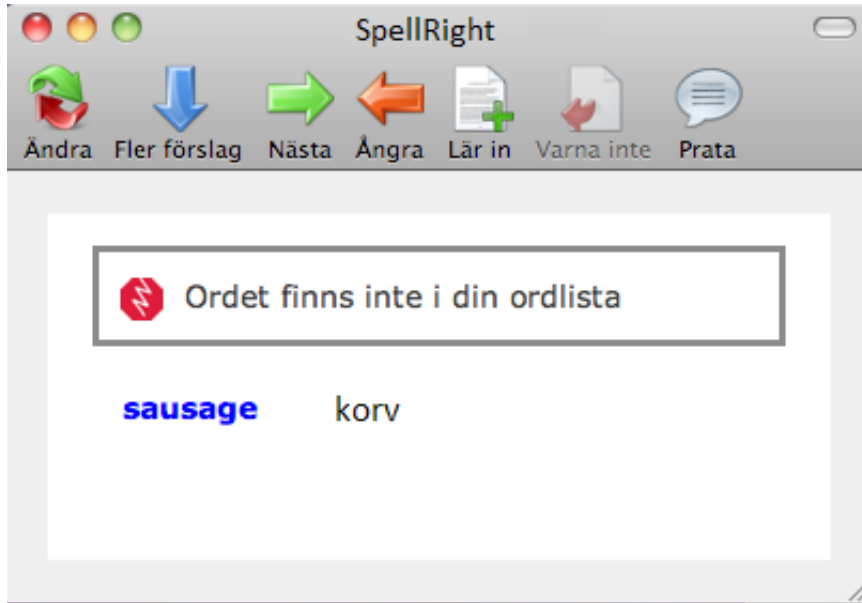 SpellRight
Ändra Fler förslag Nästa Ångra Lär in Varna inte Prata
Ordet finns inte i din ordlista
sausage korv